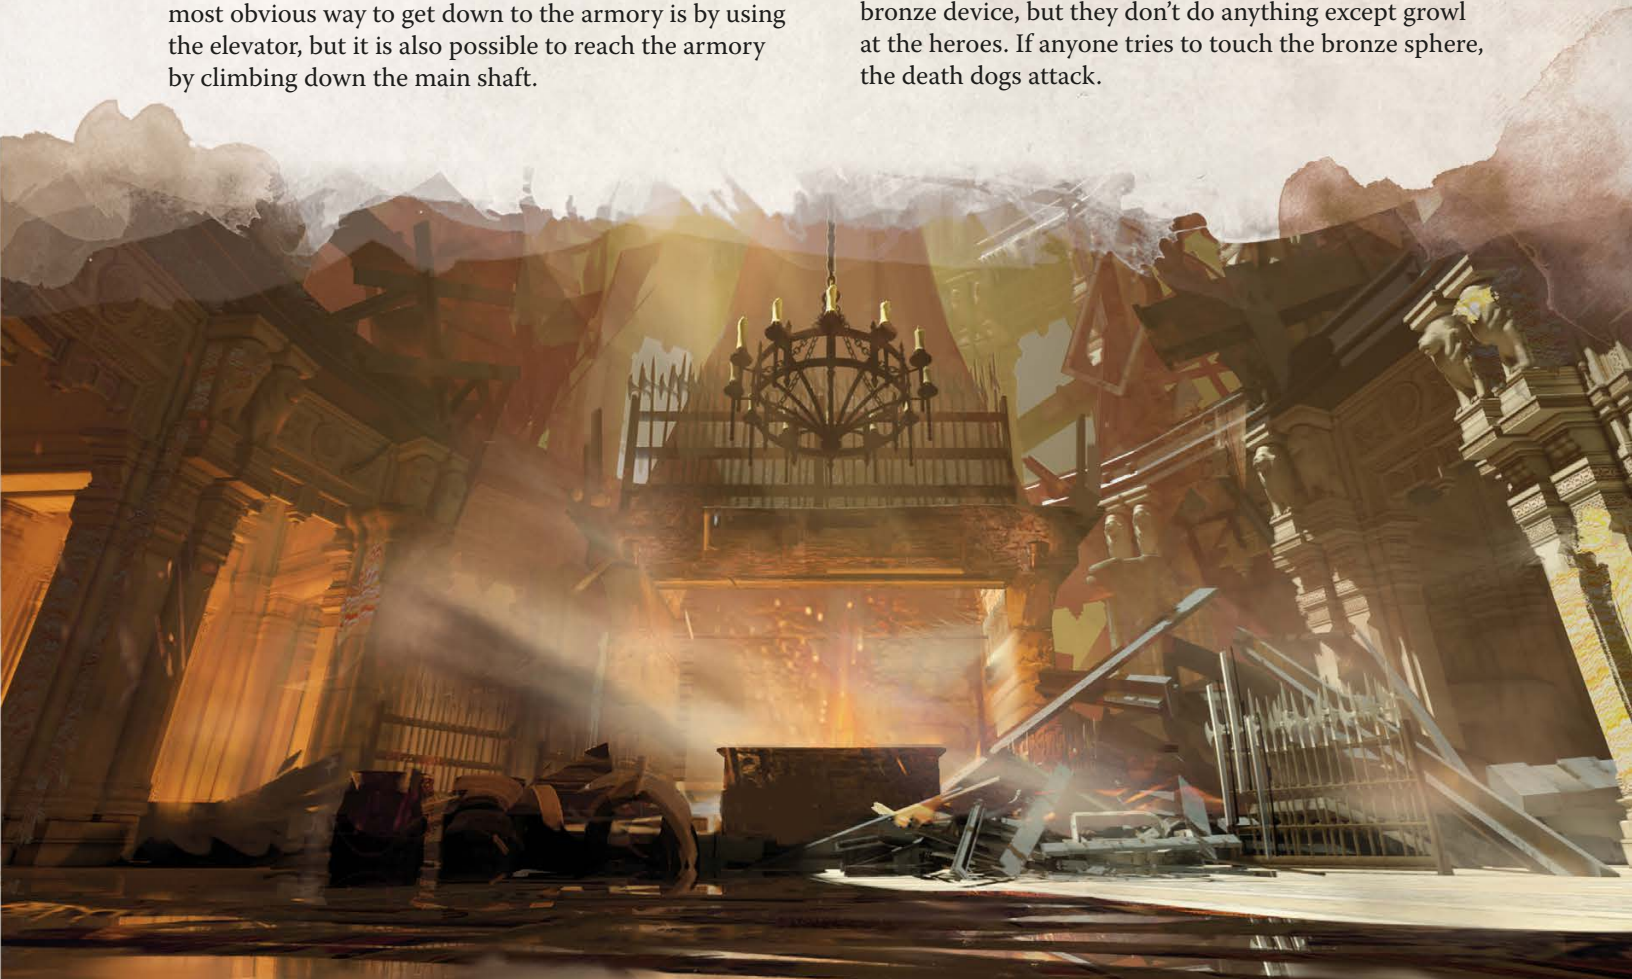 most obvious way to get down to the armory is by using
the elevator, but it is also possible to reach the armory
by climbing down the main shaft.
bronze device, but they don’t do anything except growl
at the heroes. If anyone tries to touch the bronze sphere,
the death dogs attack.